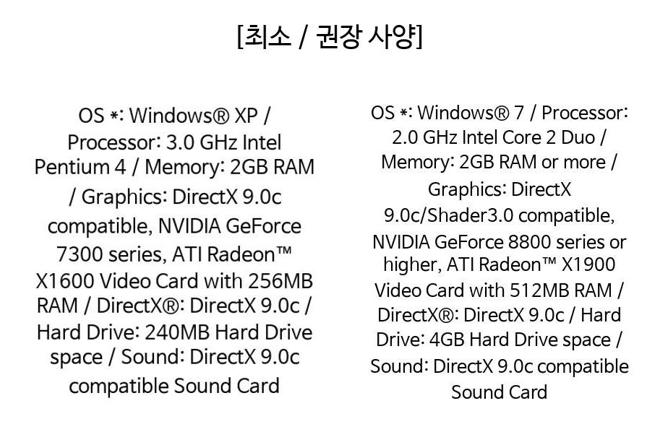 [최소 / 권장 사양]
OS *: Windows® XP /
Processor: 3.0 GHz Intel
Pentium 4 / Memory: 2GB RAM
/ Graphics: DirectX 9.0c
compatible, NVIDIA GeForce
7300 series, ATI Radeon™
X1600 Video Card with 256MB
RAM / DirectX®: DirectX 9.0c /
Hard Drive: 240MB Hard Drive
space / Sound: DirectX 9.0c
compatible Sound Card
OS *: Windows® 7 / Processor:
2.0 GHz Intel Core 2 Duo /
Memory: 2GB RAM or more /
Graphics: DirectX
9.0c/Shader3.0 compatible,
NVIDIA GeForce 8800 series or
higher, ATI Radeon™ X1900
Video Card with 512MB RAM /
DirectX®: DirectX 9.0c / Hard
Drive: 4GB Hard Drive space /
Sound: DirectX 9.0c compatible
Sound Card